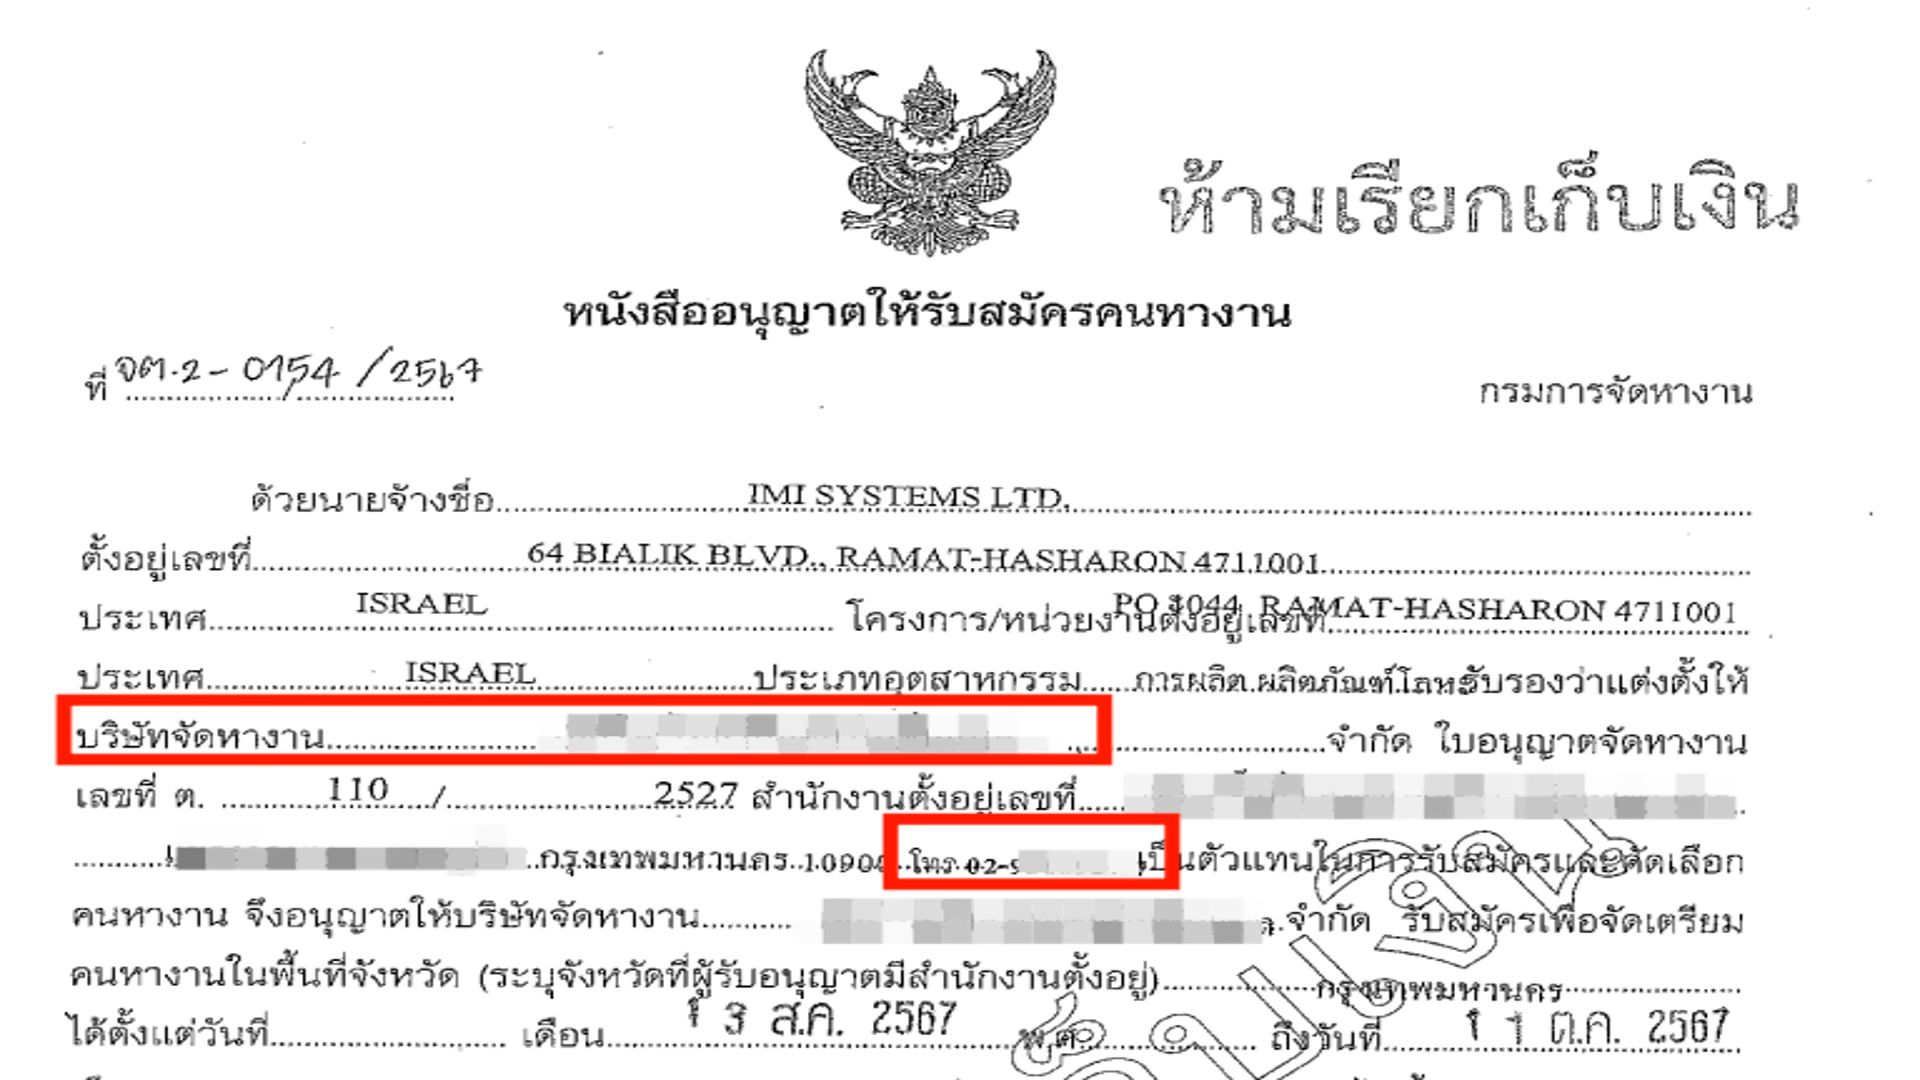 ห้ามเรียกเก็บเงิน
หนังสืออนุญาตให้รับสมัครคนหางาน
ที่ จต.2- 0154 /2567
กรมการจัดหางาน
ด้วยนายจ้างชื่อ IMI SYSTEMS LTD.
ตั้งอยู่เลขที่ 64 BIALIK BLVD., RAMAT-HASHARON 4711001
ประเทศ ISRAEL โครงการ/หน่วยงานตั้งอยู่เลขที่ PO 1044 RAMAT-HASHARON 4711001
ประเทศ ISRAEL ประเภทอุตสาหกรรม การผลิต ผลิตภัณฑ์โลหะ รับรองว่าแต่งตั้งให้
บริษัทจัดหางาน จำกัด ใบอนุญาตจัดหางาน
เลขที่ ต. 110 / 2527 สำนักงานตั้งอยู่เลขที่
กรุงเทพมหานคร 10900 โทร 02-9 เป็นตัวแทนในการรับสมัครและคัดเลือก
คนหางาน จึงอนุญาตให้บริษัทจัดหางาน จำกัด รับสมัครเพื่อจัดเตรียม
คนหางานในพื้นที่จังหวัด (ระบุจังหวัดที่ผู้รับอนุญาตมีสำนักงานตั้งอยู่) กรุงเทพมหานคร
ได้ตั้งแต่วันที่ เดือน 13 ส.ค. 2567 พ.ศ. ถึงวันที่ 11 ต.ค. 2567